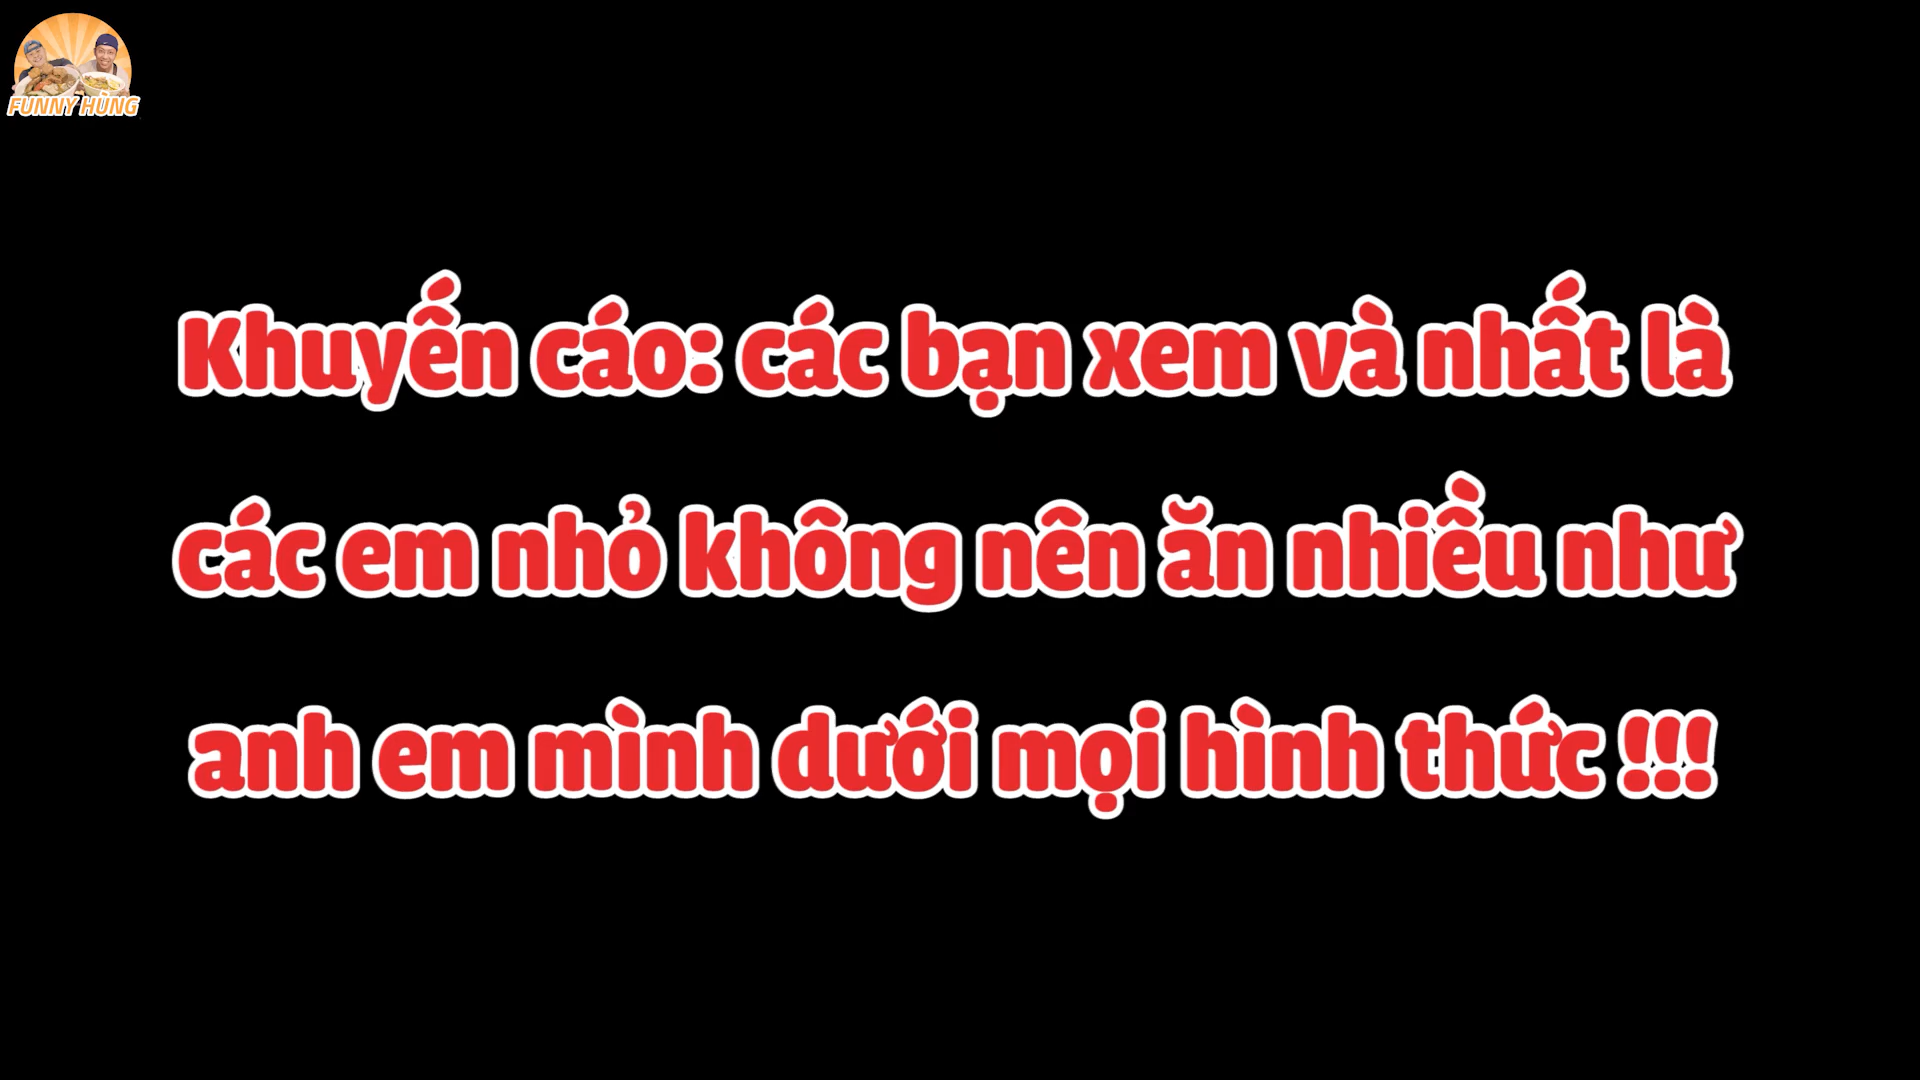 FUNNY HÙNG
Khuyến cáo: các bạn xem và nhất là
các em nhỏ không nên ăn nhiều như
anh em mình dưới mọi hình thức !!!